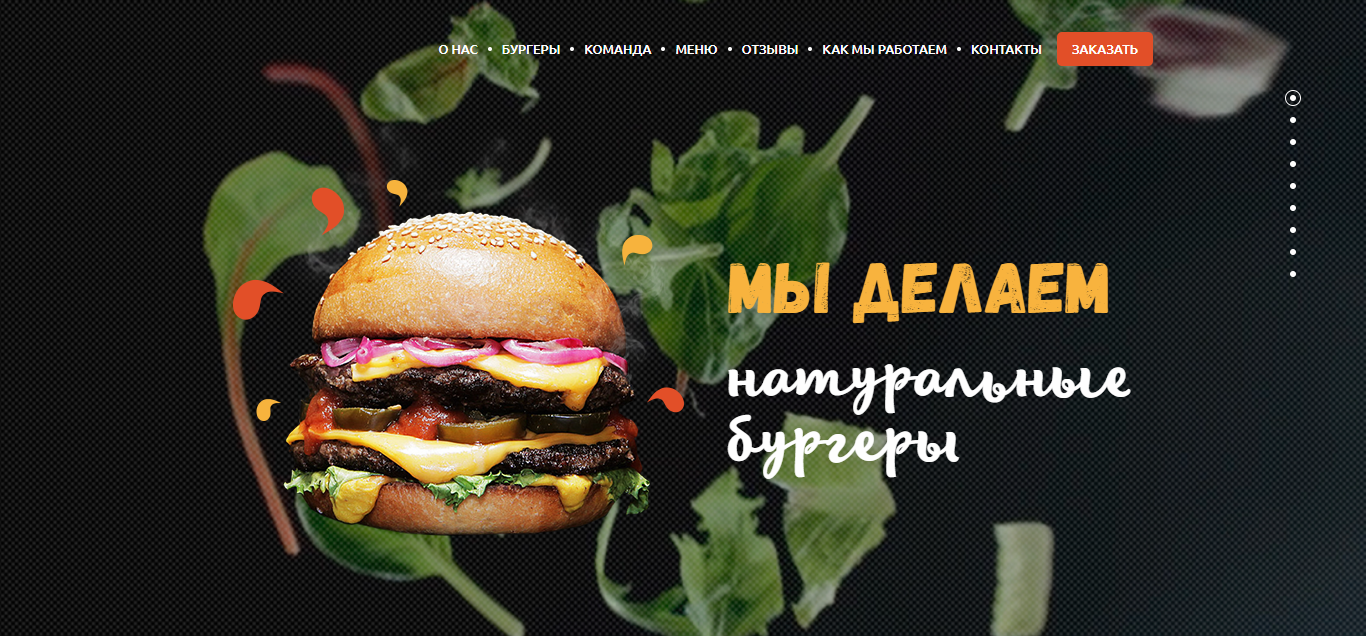 О НАС • БУРГЕРЫ • КОМАНДА • МЕНЮ • ОТЗЫВЫ • КАК МЫ РАБОТАЕМ • КОНТАКТЫ ЗАКАЗАТЬ
МЫ ДЕЛАЕМ
натуральные
бургеры